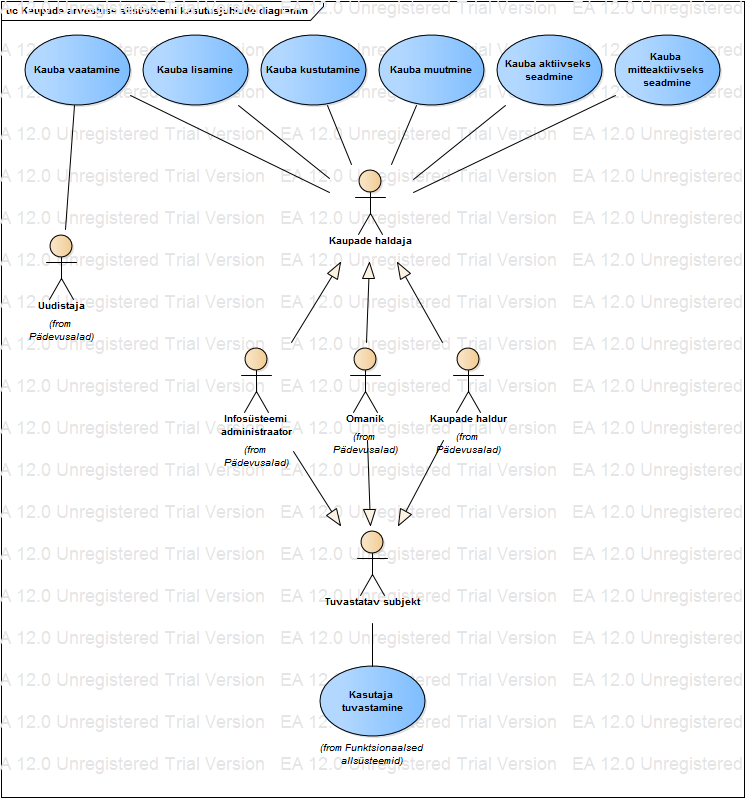 uc Kaupade arvestuse allsüsteemi kasutusjuhtude diagramm
Kauba vaatamine
Kauba lisamine
Kauba kustutamine
Kauba muutmine
Kauba aktiivseks
seadmine
Kauba
mitteaktiivseks
seadmine
Kaupade haldaja
Uudistaja
(from
Pädevusalad)
Infosüsteemi
administraator
(from
Pädevusalad)
Omanik
(from
Pädevusalad)
Kaupade haldur
(from
Pädevusalad)
Tuvastatav subjekt
Kasutaja
tuvastamine
(from Funktsionaalsed
allsüsteemid)
EA 12.0 Unregistered Trial Version